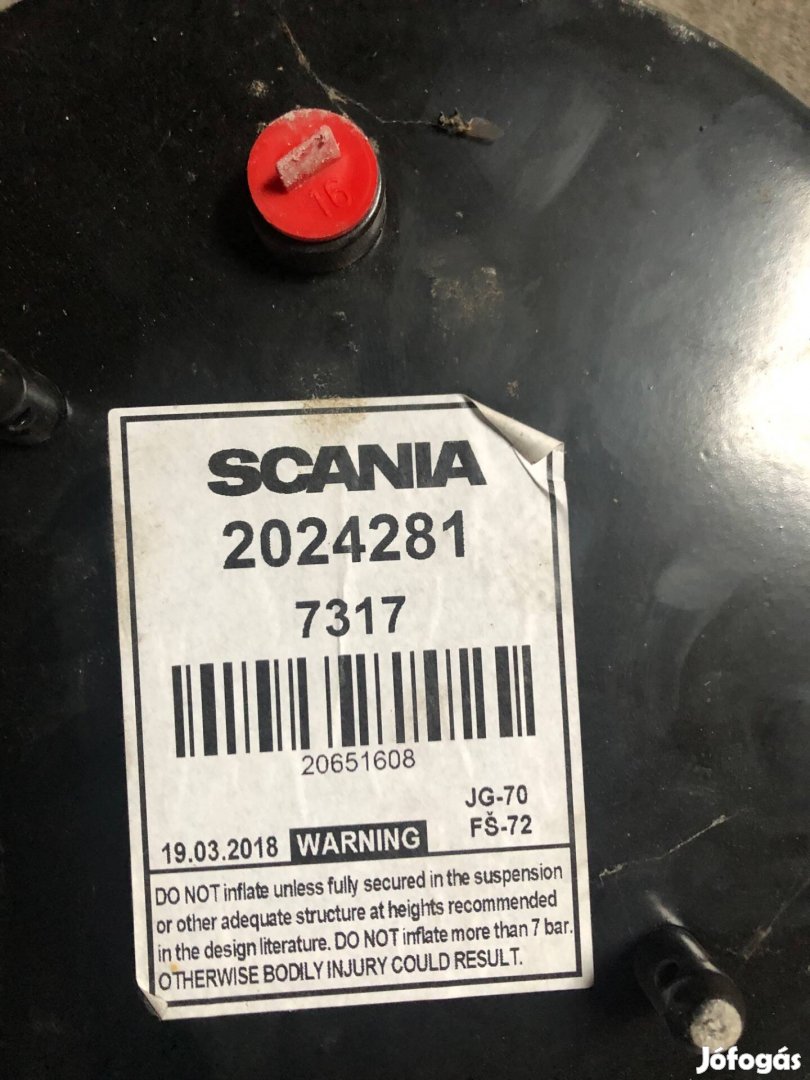 16
SCANIA
2024281
7317
20651608
JG-70
FŠ-72
19.03.2018 WARNING
DO NOT inflate unless fully secured in the suspension
or other adequate structure at heights recommended
in the design literature. DO NOT inflate more than 7 bar.
OTHERWISE BODILY INJURY COULD RESULT.
Jófogás